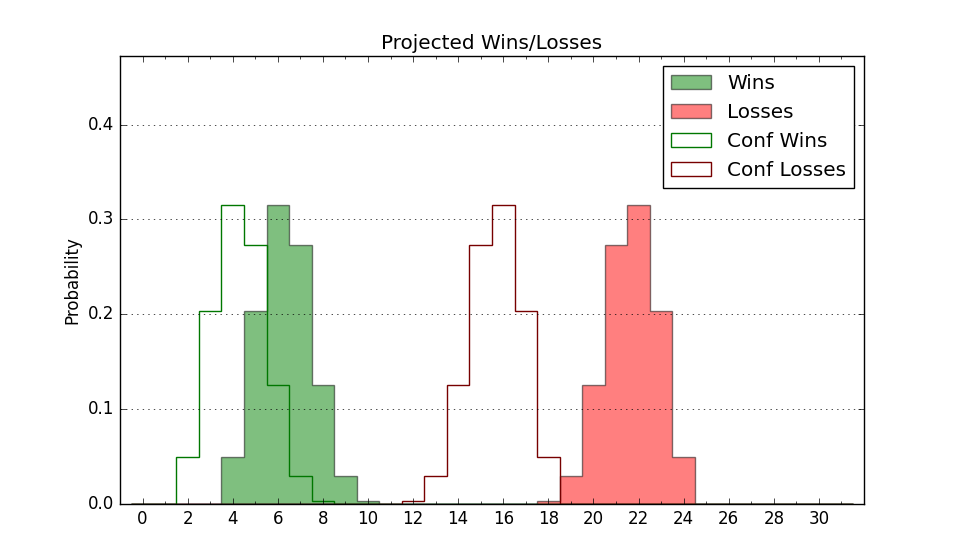 Projected Wins/Losses
Wins
Losses
Conf Wins
Conf Losses
Probability
0.4
0.3
0.2
0.1
0.0
0 2 4 6 8 10 12 14 16 18 20 22 24 26 28 30